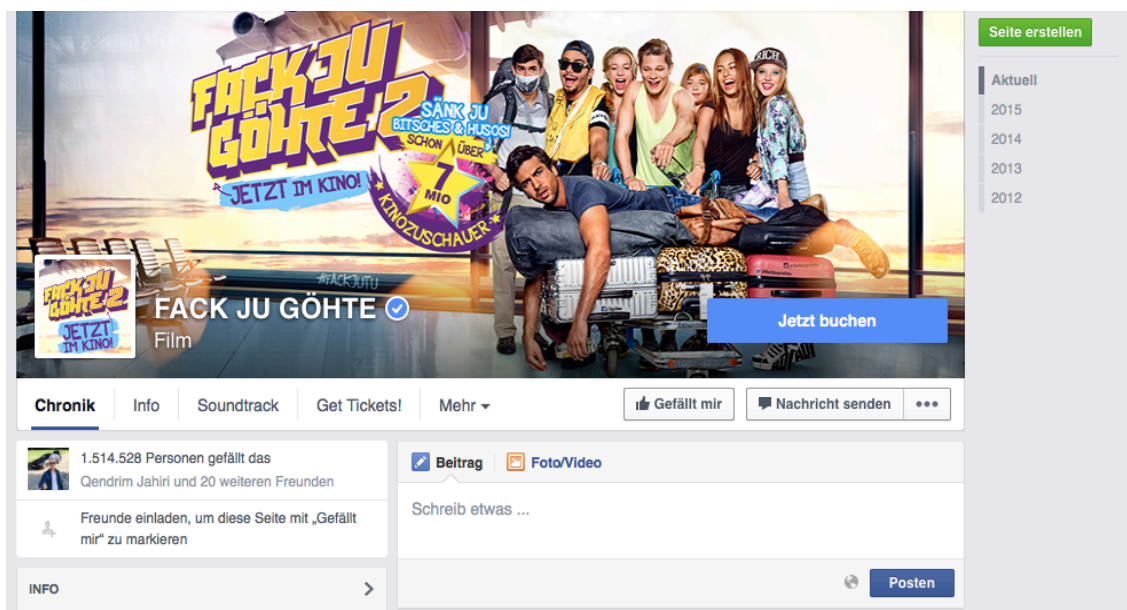 FACK JU
GÖHTE 2
JETZT IM KINO!
SÄNK JU
BITSCHES & HUSOS!
SCHON ÜBER
7
MIO
KINOZUSCHAUER
RICH
#FACKJUTU
FACK JU
GÖHTE 2
JETZT
IM KINO!
FACK JU GÖHTE
Film
Jetzt buchen
Seite erstellen
Aktuell
2015
2014
2013
2012
Chronik Info Soundtrack Get Tickets! Mehr
Gefällt mir Nachricht senden
1.514.528 Personen gefällt das
Qendrim Jahiri und 20 weiteren Freunden
Freunde einladen, um diese Seite mit „Gefällt
mir“ zu markieren
INFO
Beitrag Foto/Video
Schreib etwas ...
Posten